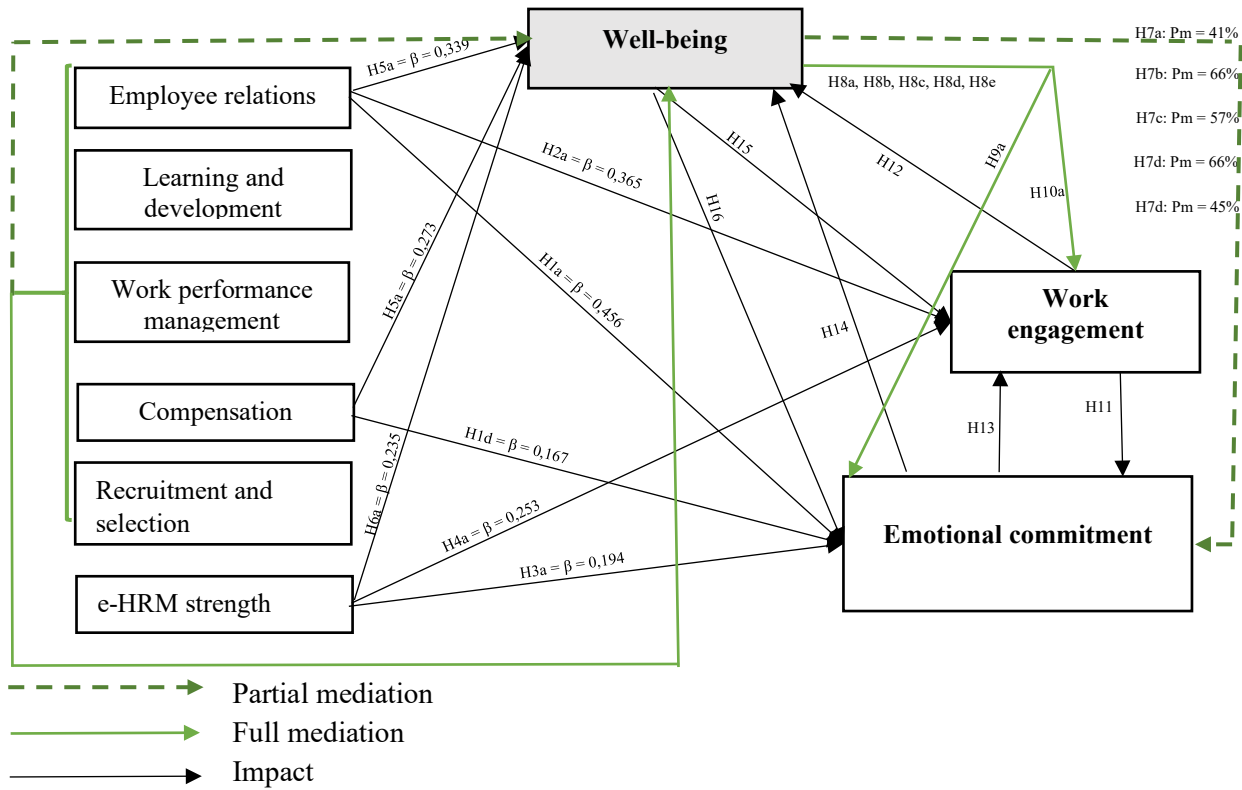 Well-being
H7a: Pm = 41%
H7b: Pm = 66%
H7c: Pm = 57%
H7d: Pm = 66%
H7d: Pm = 45%
H8a, H8b, H8c, H8d, H8e
Employee relations
Learning and
development
Work performance
management
Compensation
Recruitment and
selection
e-HRM strength
H5a = β = 0,339
H2a = β = 0,365
H1a = β = 0,456
H5a = β = 0,273
H6a = β = 0,235
H1d = β = 0,167
H4a = β = 0,253
H3a = β = 0,194
H15
H16
H12
H14
H9a
H10a
Work
engagement
H13
H11
Emotional commitment
Partial mediation
Full mediation
Impact